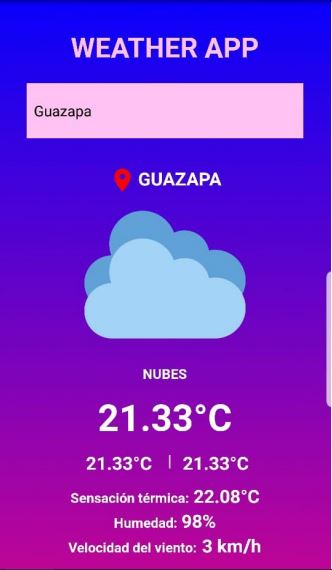 WEATHER APP
Guazapa
GUAZAPA
NUBES
21.33°C
21.33°C | 21.33°C
Sensación térmica: 22.08°C
Humedad: 98%
Velocidad del viento: 3 km/h